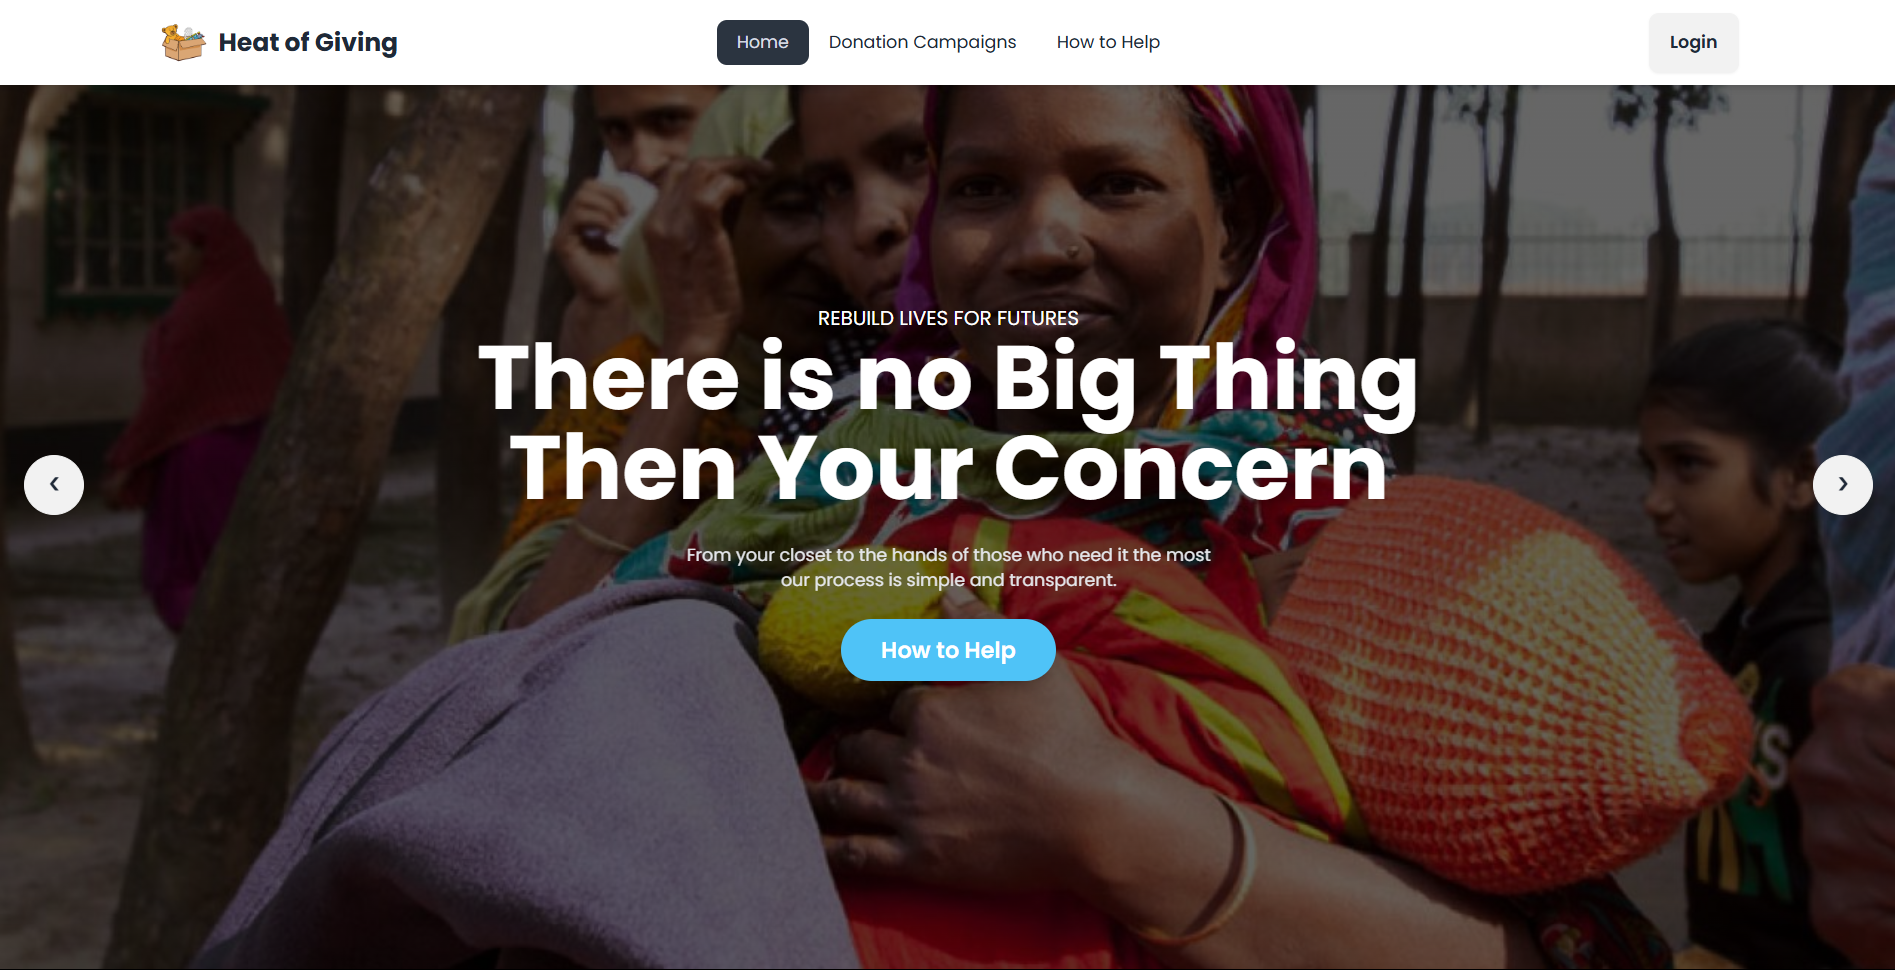 Heat of Giving
Home
Donation Campaigns
How to Help
Login
REBUILD LIVES FOR FUTURES
There is no Big Thing
Then Your Concern
From your closet to the hands of those who need it the most
our process is simple and transparent.
How to Help